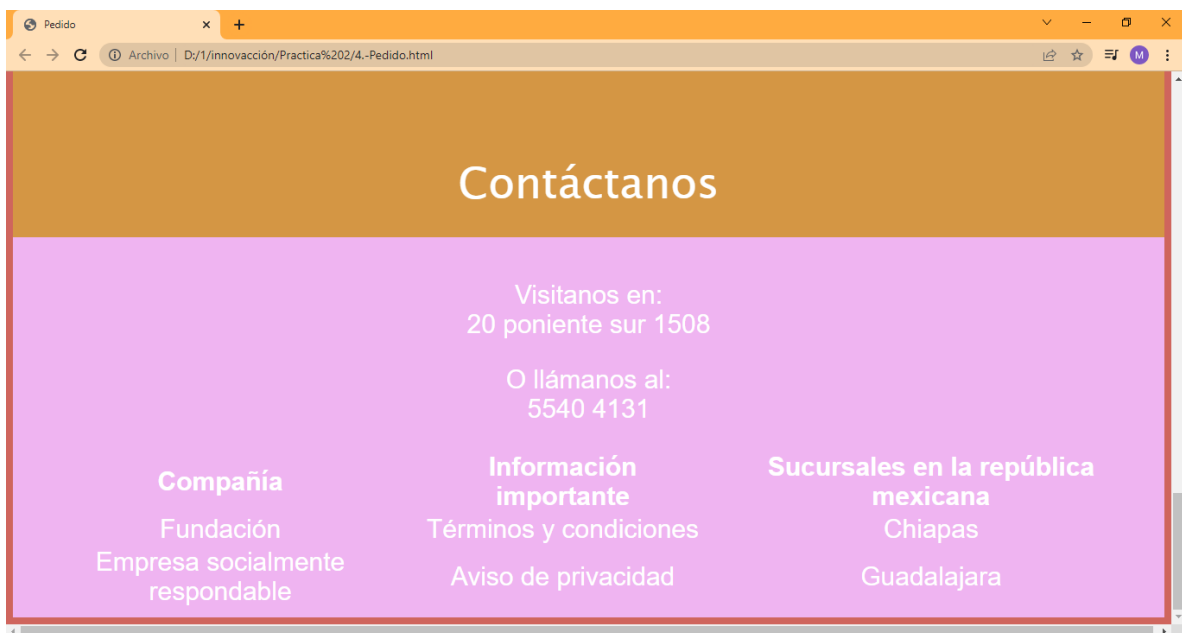 Pedido
Archivo | D:/1/innovacción/Practica%202/4.-Pedido.html
M
Contáctanos
Visitanos en:
20 poniente sur 1508
O llámanos al:
5540 4131
Compañía
Información
importante
Sucursales en la república
mexicana
Fundación
Términos y condiciones
Chiapas
Empresa socialmente
respondable
Aviso de privacidad
Guadalajara